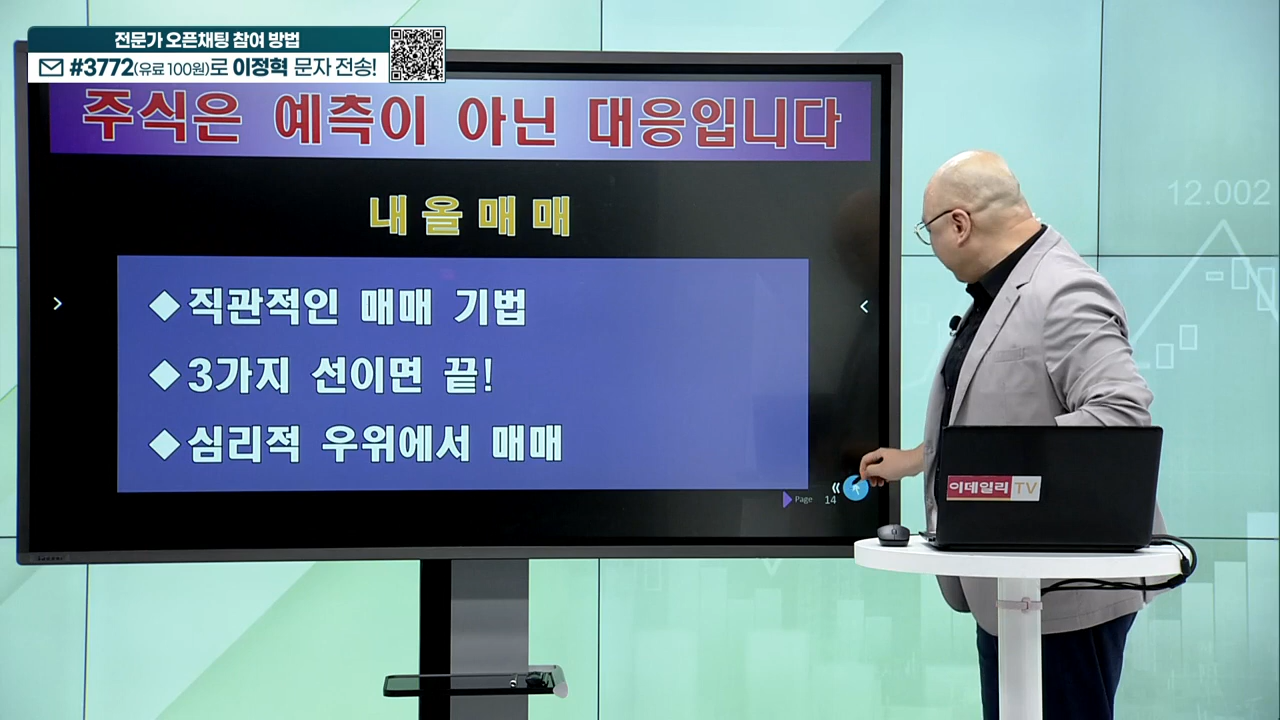 전문가 오픈채팅 참여 방법
#3772(유료 100원)로 이정혁 문자 전송!
주식은 예측이 아닌 대응입니다
내올매매
◆직관적인 매매 기법
◆3가지 선이면 끝!
◆심리적 우위에서 매매
Page 14
12.002
이데일리TV